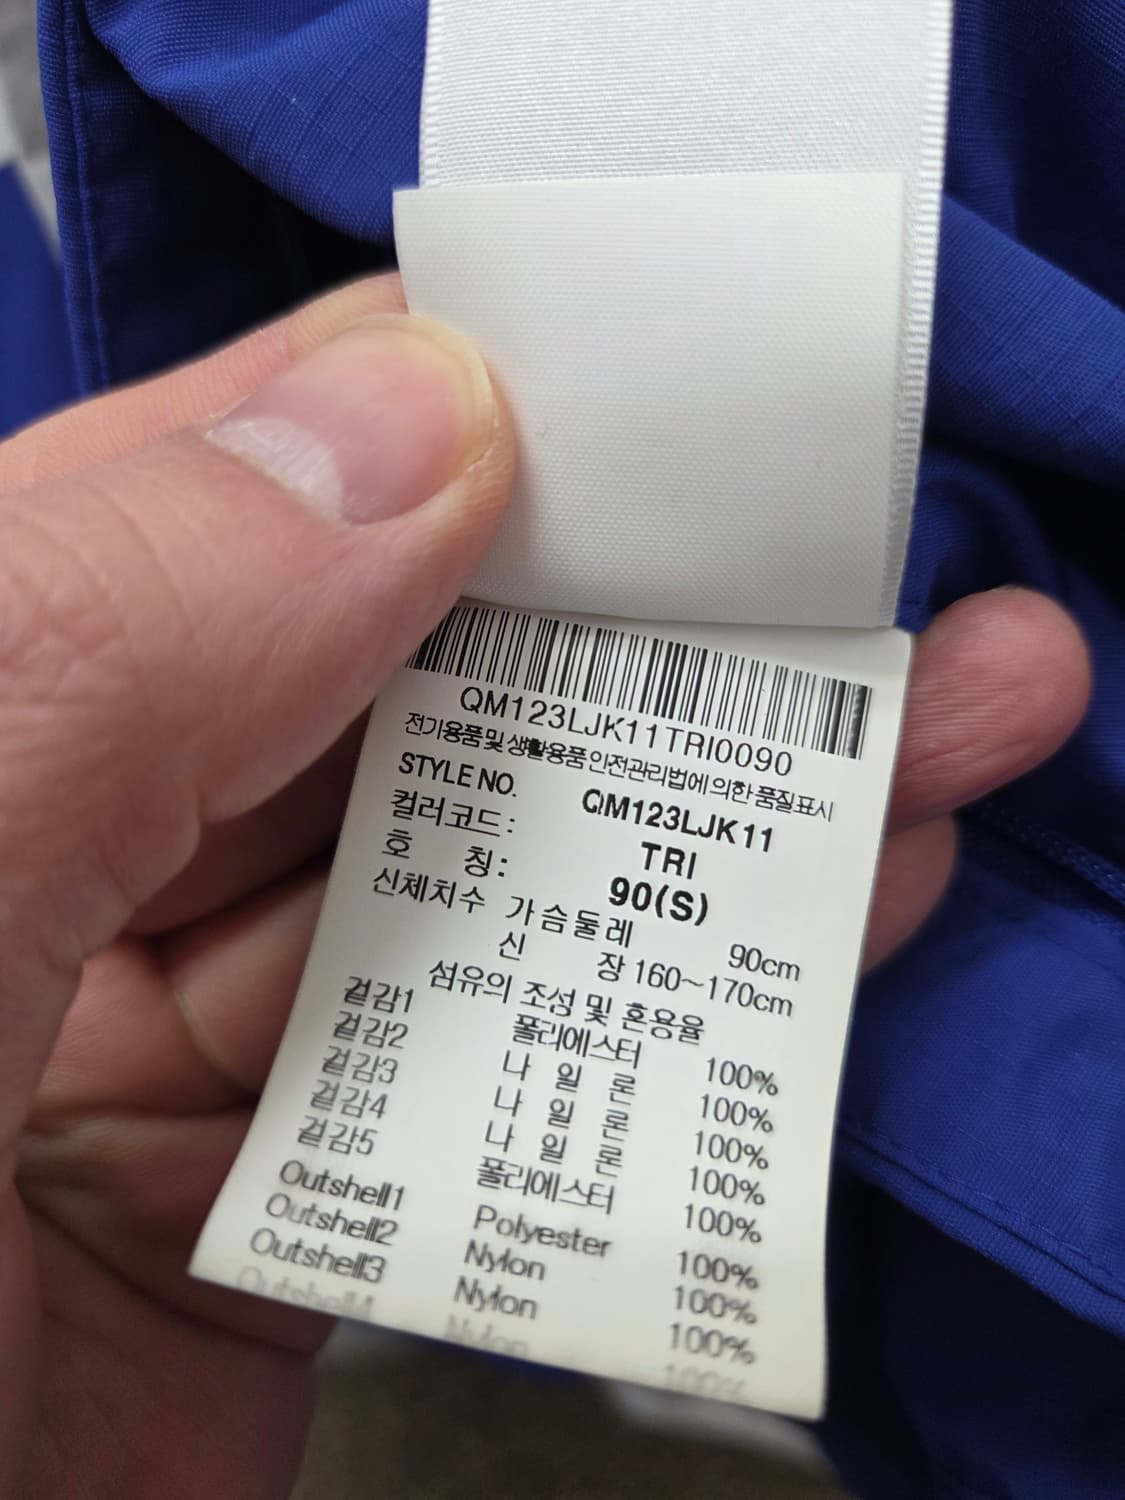 QM123LJK11TRI0090
전기용품 및 생활용품 안전관리법에 의한 품질표시
STYLE NO. QM123LJK11
컬러코드: TRI
호 칭: 90(S)
신체치수 가슴둘레 90cm
신 장 160~170cm
섬유의 조성 및 혼용율
겉감1 폴리에스터 100%
겉감2 나일론 100%
겉감3 나일론 100%
겉감4 나일론 100%
겉감5 폴리에스터 100%
Outshell1 Polyester 100%
Outshell2 Nylon 100%
Outshell3 Nylon 100%
Outshell4 Nylon 100%